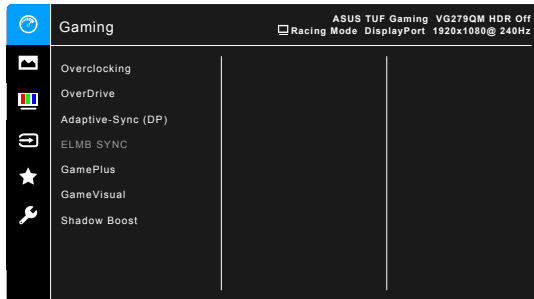 Gaming
ASUS TUF Gaming VG279QM HDR Off
Racing Mode DisplayPort 1920x1080@ 240Hz
Overclocking
OverDrive
Adaptive-Sync (DP)
ELMB SYNC
GamePlus
GameVisual
Shadow Boost